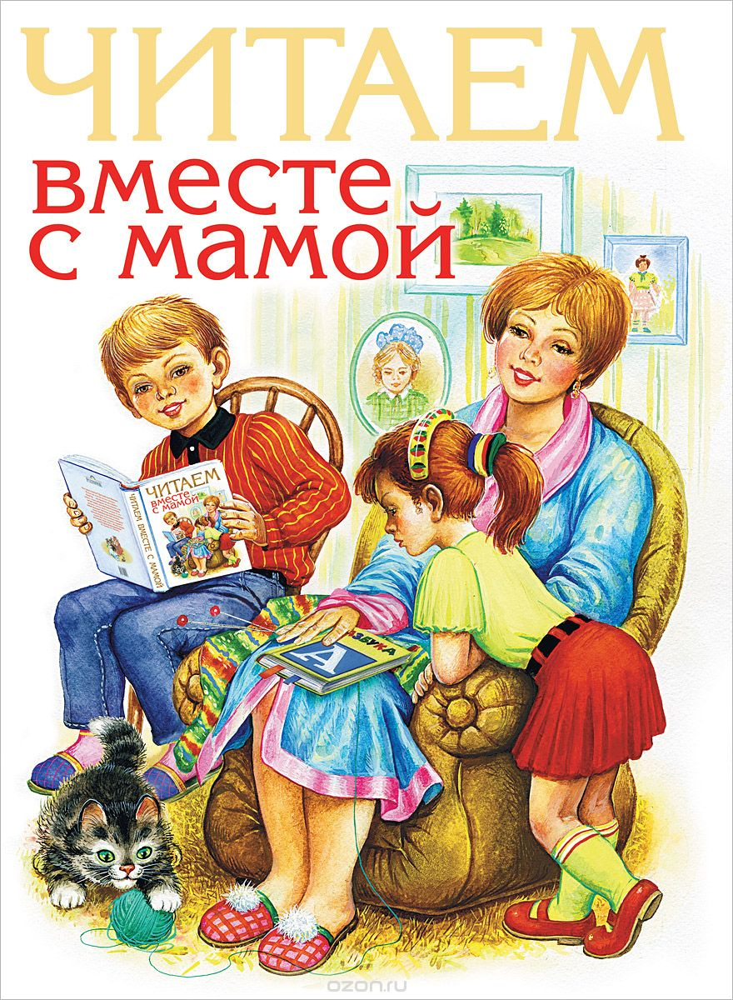 ЧИТАЕМ
вместе
с мамой
ЧИТАЕМ
вместе
с мамой
ЧИТАЕМ ВМЕСТЕ С МАМОЙ
АЗБУКА
А
ozon.ru